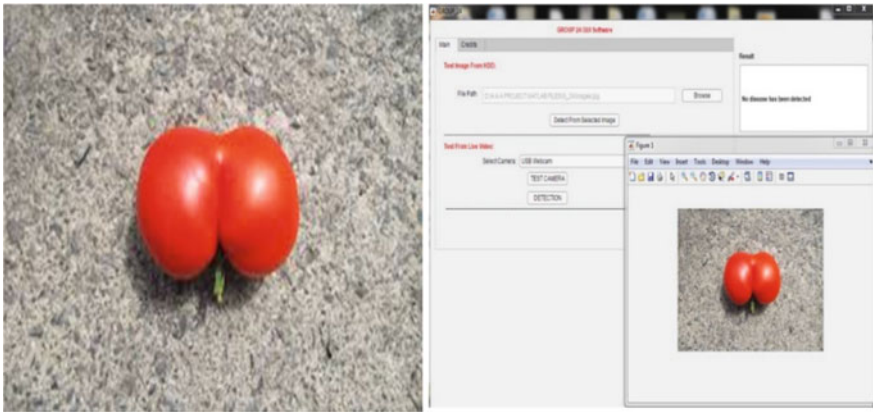 GROUP 24 GUI Software
Main Credits
Test Image From HDD:
File Path
Browse
Detect From Selected Image
Test From Live Video:
Select Camera: USB Webcam
TEST CAMERA
DETECTION
Result
No disease has been detected
Figure 1
File Edit View Insert Tools Desktop Window Help